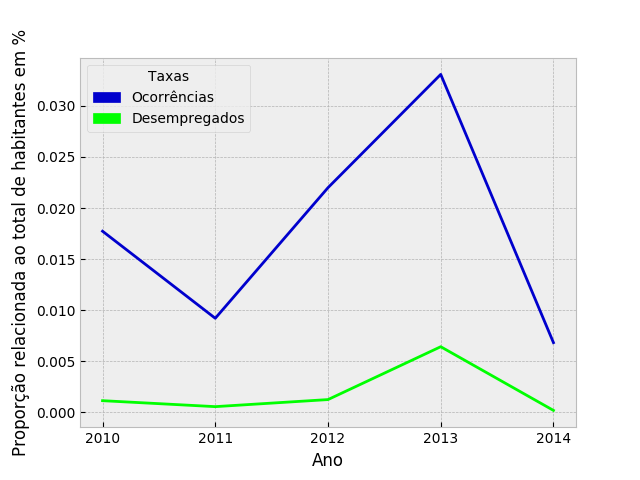 Proporção relacionada ao total de habitantes em %
Taxas
Ocorrências
Desempregados
0.030
0.025
0.020
0.015
0.010
0.005
0.000
2010 2011 2012 2013 2014
Ano